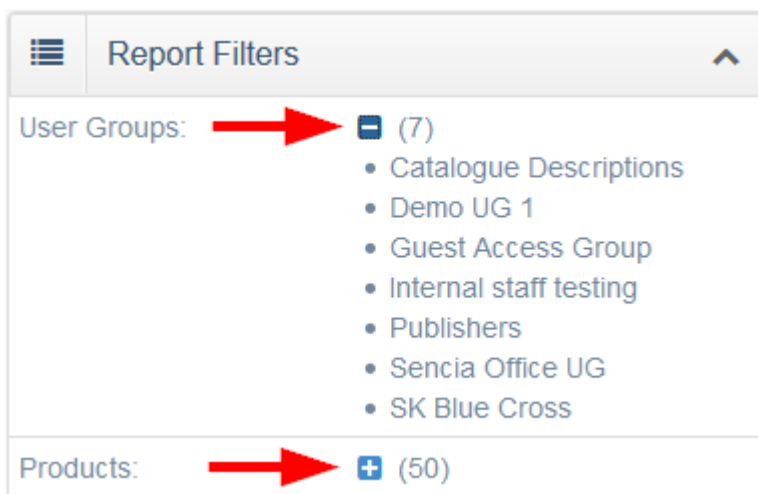 Report Filters
User Groups: (7)
Catalogue Descriptions
Demo UG 1
Guest Access Group
Internal staff testing
Publishers
Sencia Office UG
SK Blue Cross
Products: (50)